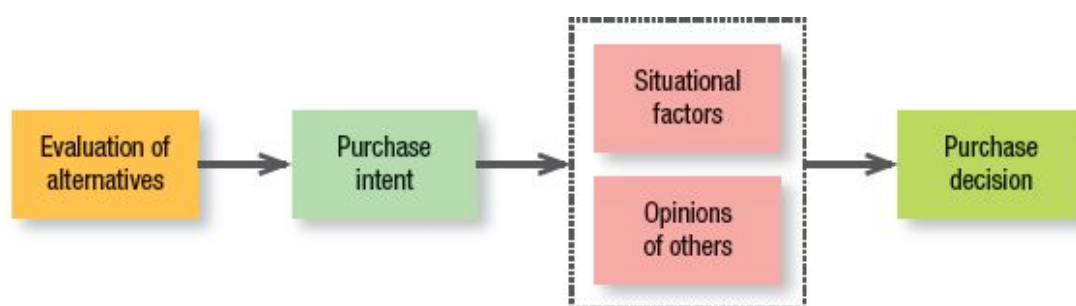 Evaluation of
alternatives
Purchase
intent
Situational
factors
Opinions
of others
Purchase
decision